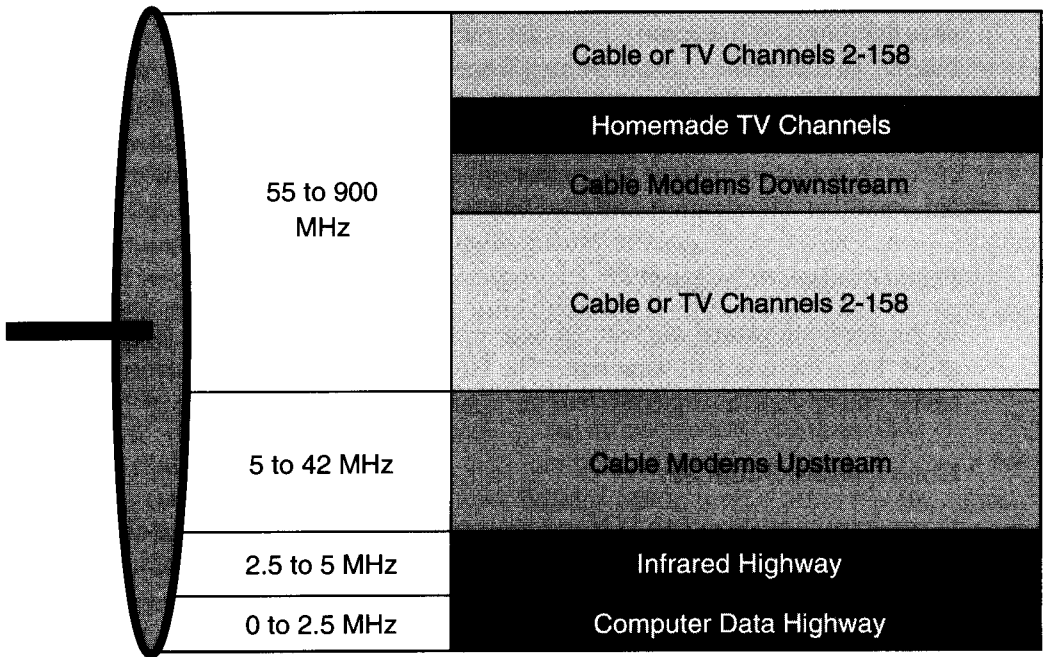 Cable or TV Channels 2-158
Homemade TV Channels
55 to 900
MHz
Cable Modems Downstream
Cable or TV Channels 2-158
5 to 42 MHz
Cable Modems Upstream
2.5 to 5 MHz
Infrared Highway
0 to 2.5 MHz
Computer Data Highway